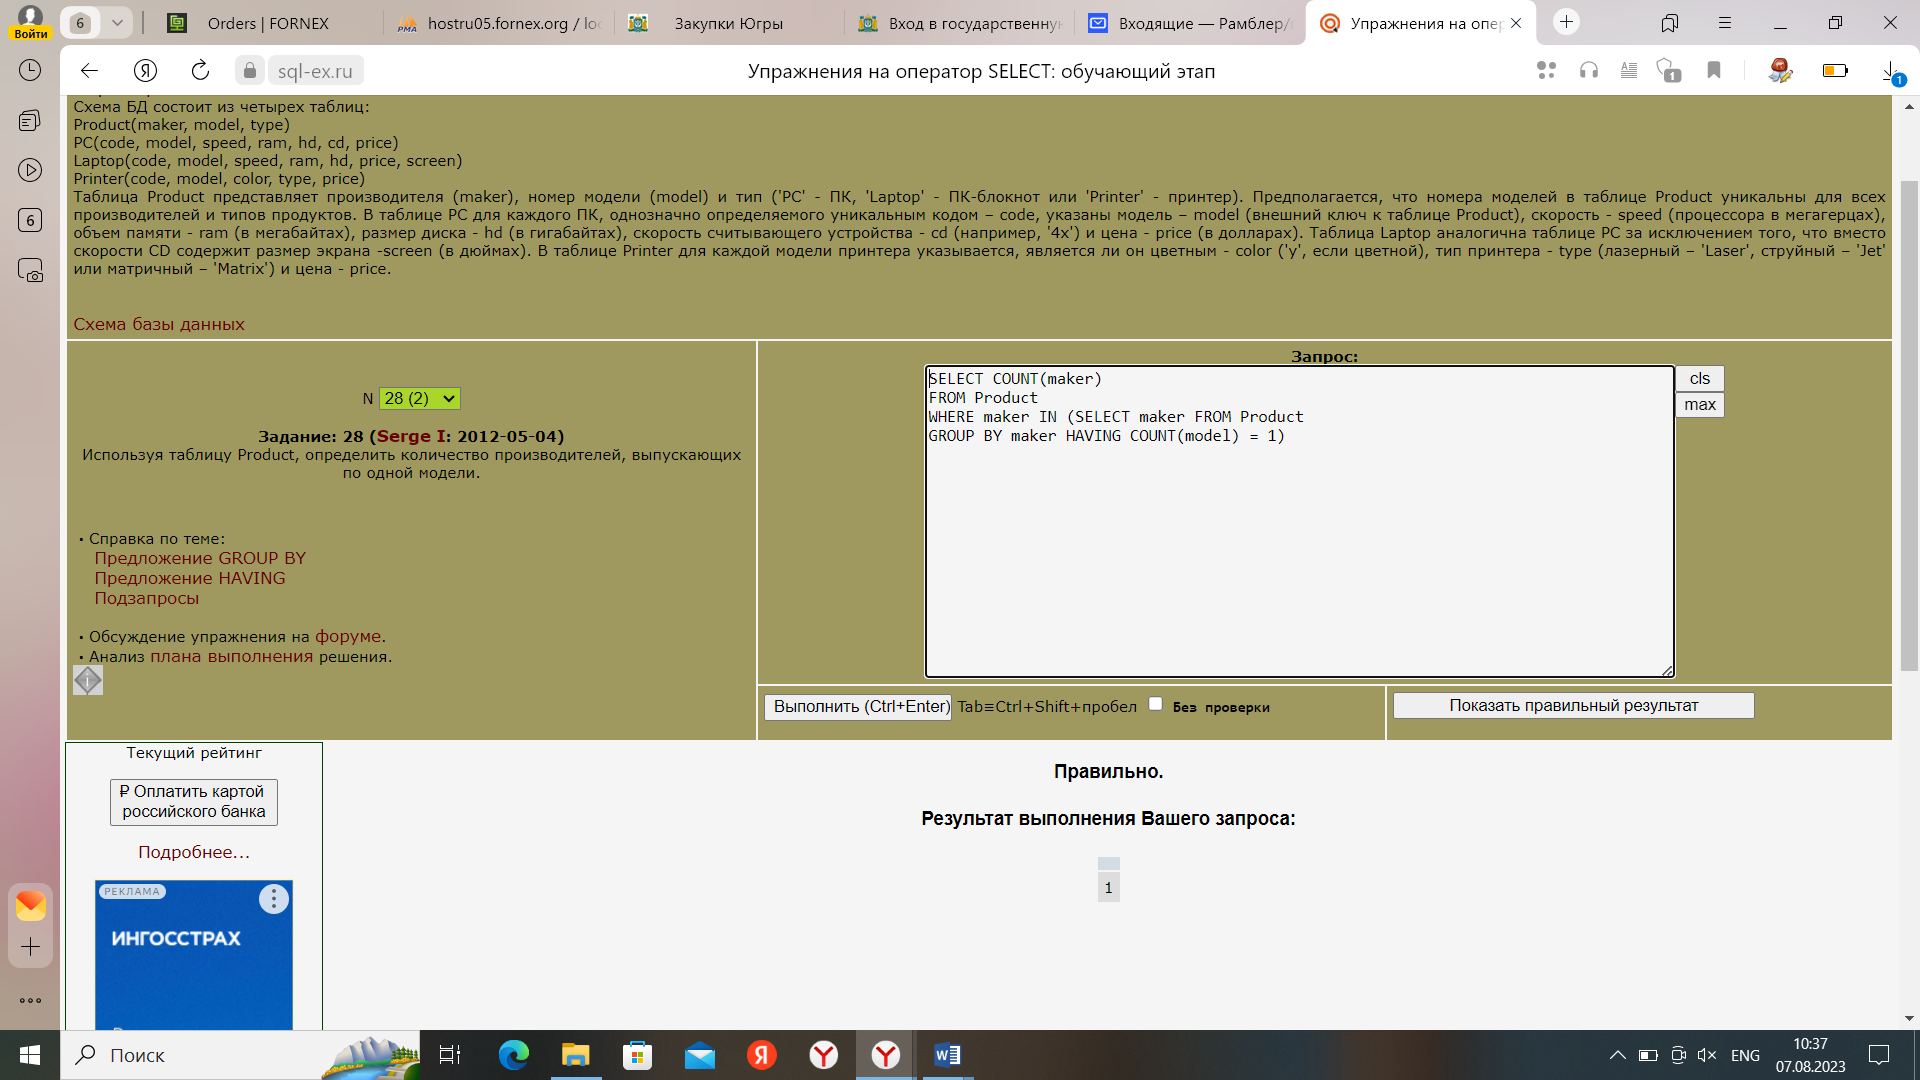 Войти
6
Orders | FORNEX
PMA
hostru05.fornex.org / loc
Закупки Югры
Вход в государственную
Входящие — Рамблер/
Упражнения на опер
sql-ex.ru
Упражнения на оператор SELECT: обучающий этап
1
1
6
Схема БД состоит из четырех таблиц:
Product(maker, model, type)
PC(code, model, speed, ram, hd, cd, price)
Laptop(code, model, speed, ram, hd, price, screen)
Printer(code, model, color, type, price)
Таблица Product представляет производителя (maker), номер модели (model) и тип ('PC' - ПК, 'Laptop' - ПК-блокнот или 'Printer' - принтер). Предполагается, что номера моделей в таблице Product уникальны для всех
производителей и типов продуктов. В таблице PC для каждого ПК, однозначно определяемого уникальным кодом – code, указаны модель – model (внешний ключ к таблице Product), скорость - speed (процессора в мегагерцах),
объем памяти - ram (в мегабайтах), размер диска - hd (в гигабайтах), скорость считывающего устройства - cd (например, '4x') и цена - price (в долларах). Таблица Laptop аналогична таблице PC за исключением того, что вместо
скорости CD содержит размер экрана -screen (в дюймах). В таблице Printer для каждой модели принтера указывается, является ли он цветным - color ('y', если цветной), тип принтера - type (лазерный – 'Laser', струйный – 'Jet'
или матричный – 'Matrix') и цена - price.
Схема базы данных
N 28 (2)
Задание: 28 (Serge I: 2012-05-04)
Используя таблицу Product, определить количество производителей, выпускающих
по одной модели.
• Справка по теме:
Предложение GROUP BY
Предложение HAVING
Подзапросы
• Обсуждение упражнения на форуме.
• Анализ плана выполнения решения.
Запрос:
SELECT COUNT(maker)
FROM Product
WHERE maker IN (SELECT maker FROM Product
GROUP BY maker HAVING COUNT(model) = 1)
cls
max
Выполнить (Ctrl+Enter) Tab≡Ctrl+Shift+пробел Без проверки
Показать правильный результат
Текущий рейтинг
₽ Оплатить картой
российского банка
Подробнее...
РЕКЛАМА
ИНГОССТРАХ
Правильно.
Результат выполнения Вашего запроса:
1
Поиск
ENG
10:37
07.08.2023